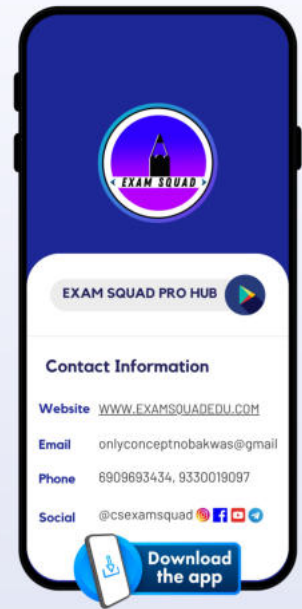 EXAM SQUAD
EXAM SQUAD PRO HUB
Contact Information
Website WWW.EXAMSQUADEDU.COM
Email onlyconceptnobakwas@gmail
Phone 6909693434, 9330019097
Social @csexamsquad
Download
the app